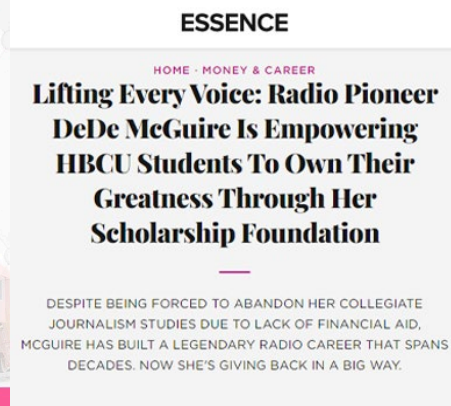 ESSENCE
HOME · MONEY & CAREER
Lifting Every Voice: Radio Pioneer
DeDe McGuire Is Empowering
HBCU Students To Own Their
Greatness Through Her
Scholarship Foundation
DESPITE BEING FORCED TO ABANDON HER COLLEGIATE
JOURNALISM STUDIES DUE TO LACK OF FINANCIAL AID,
MCGUIRE HAS BUILT A LEGENDARY RADIO CAREER THAT SPANS
DECADES. NOW SHE'S GIVING BACK IN A BIG WAY.